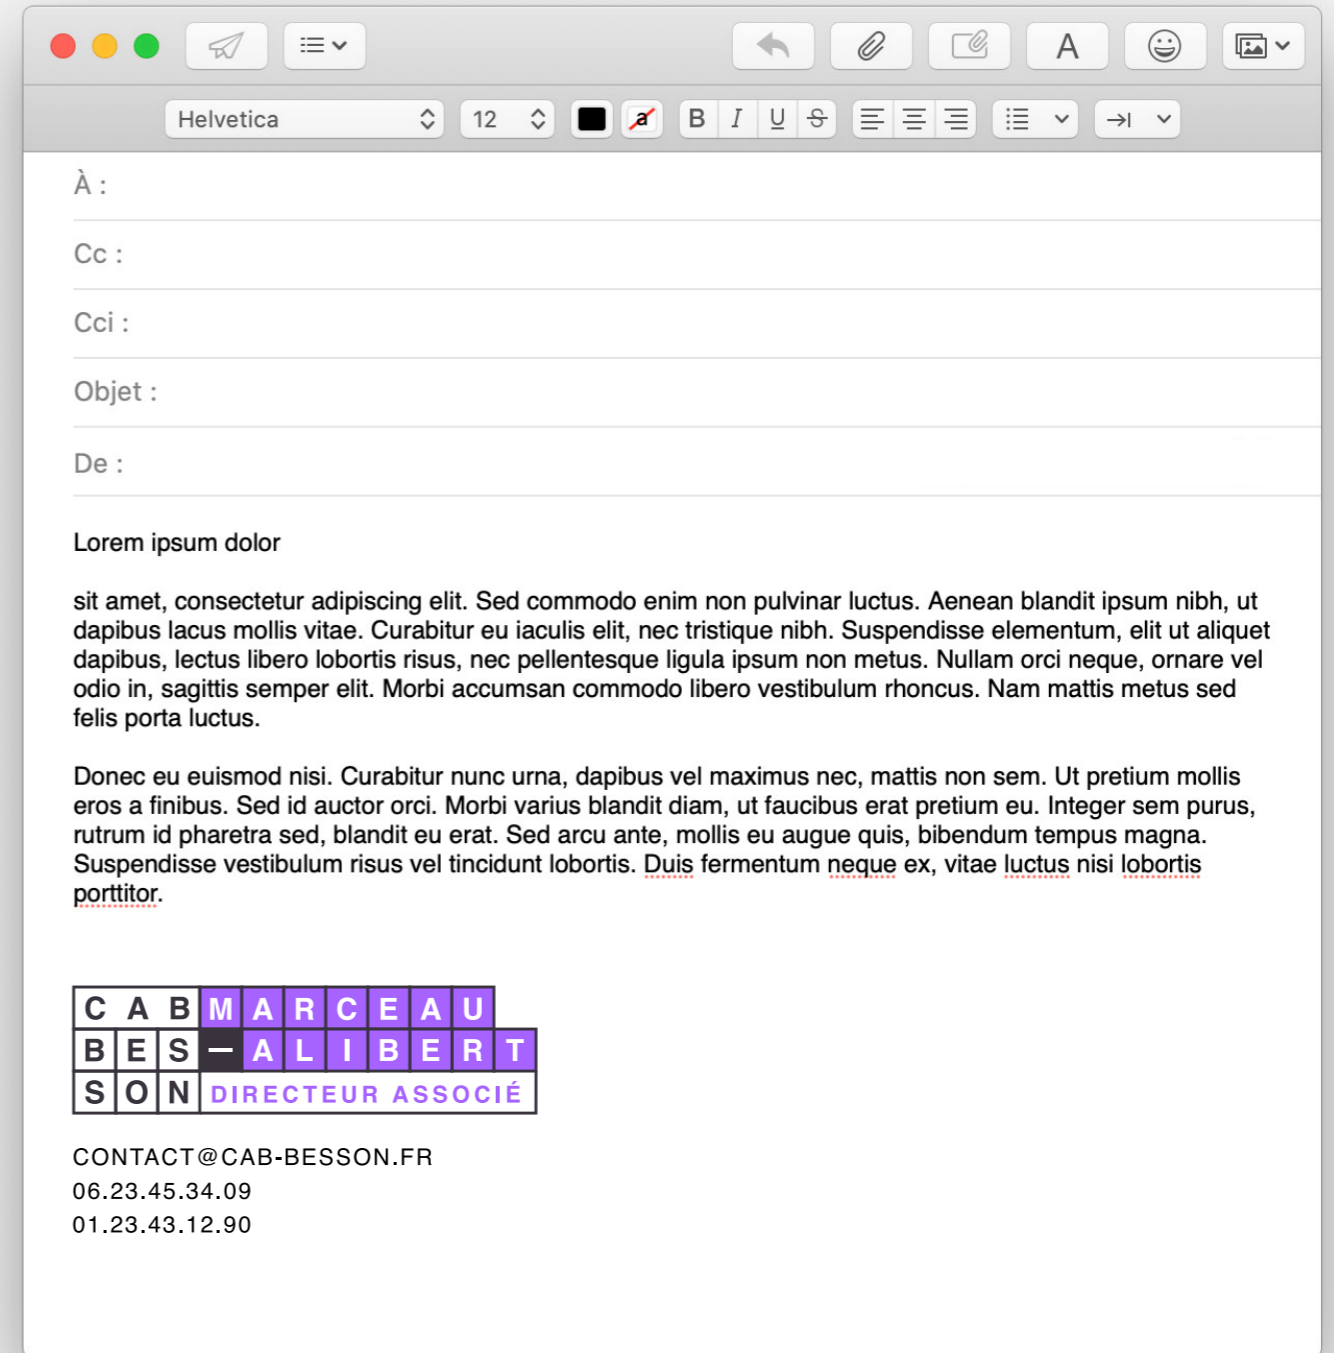 Helvetica 12 a B I U S
A
À :
Cc :
Cci :
Objet :
De :
Lorem ipsum dolor
sit amet, consectetur adipiscing elit. Sed commodo enim non pulvinar luctus. Aenean blandit ipsum nibh, ut
dapibus lacus mollis vitae. Curabitur eu iaculis elit, nec tristique nibh. Suspendisse elementum, elit ut aliquet
dapibus, lectus libero lobortis risus, nec pellentesque ligula ipsum non metus. Nullam orci neque, ornare vel
odio in, sagittis semper elit. Morbi accumsan commodo libero vestibulum rhoncus. Nam mattis metus sed
felis porta luctus.
Donec eu euismod nisi. Curabitur nunc urna, dapibus vel maximus nec, mattis non sem. Ut pretium mollis
eros a finibus. Sed id auctor orci. Morbi varius blandit diam, ut faucibus erat pretium eu. Integer sem purus,
rutrum id pharetra sed, blandit eu erat. Sed arcu ante, mollis eu augue quis, bibendum tempus magna.
Suspendisse vestibulum risus vel tincidunt lobortis. Duis fermentum neque ex, vitae luctus nisi lobortis
porttitor.
CAB MARCEAU
BES—ALIBERT
SON DIRECTEUR ASSOCIÉ
CONTACT@CAB-BESSON.FR
06.23.45.34.09
01.23.43.12.90